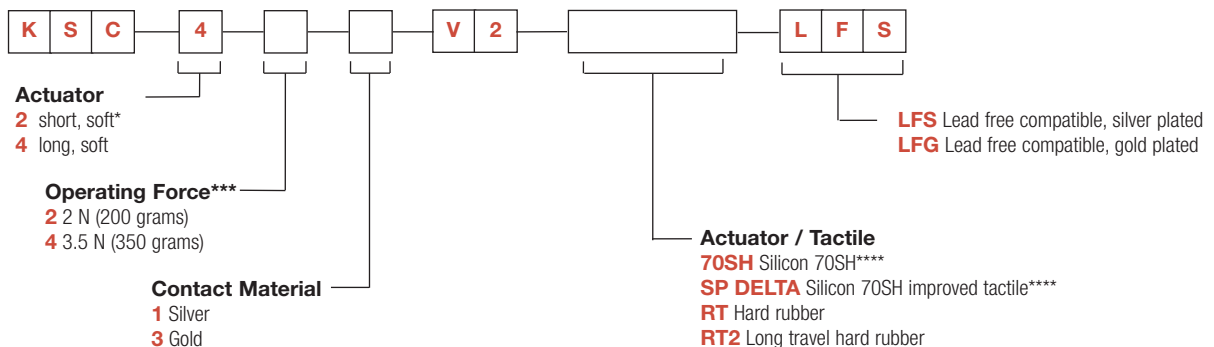 K S C 4 V 2 L F S
Actuator
2 short, soft*
4 long, soft
LFS Lead free compatible, silver plated
LFG Lead free compatible, gold plated
Operating Force***
2 2 N (200 grams)
4 3.5 N (350 grams)
Actuator / Tactile
70SH Silicon 70SH****
SP DELTA Silicon 70SH improved tactile****
RT Hard rubber
RT2 Long travel hard rubber
Contact Material
1 Silver
3 Gold